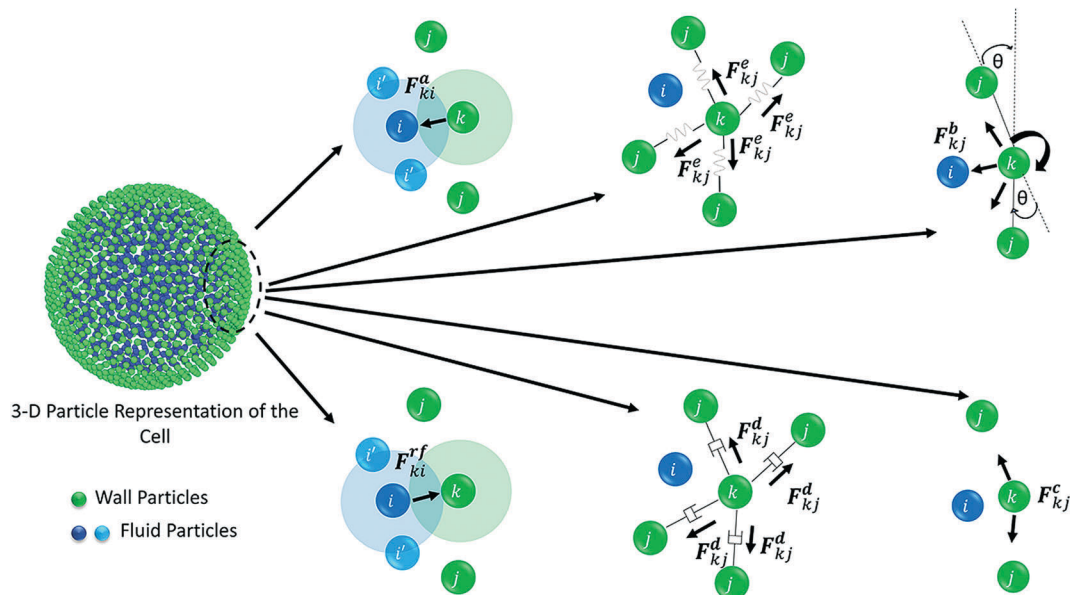 j
i'
F^a_{ki}
i
k
i'
j
j
j
i
F^e_{kj}
F^e_{kj}
k
F^e_{kj}
F^e_{kj}
j
j
θ
j
F^b_{kj}
i
k
θ
j
3-D Particle Representation of the
Cell
Wall Particles
Fluid Particles
j
i'
F^{rf}_{ki}
i
k
i'
j
j
j
F^d_{kj}
i
k
F^d_{kj}
j
F^d_{kj}
F^d_{kj}
j
j
i
k
F^c_{kj}
j